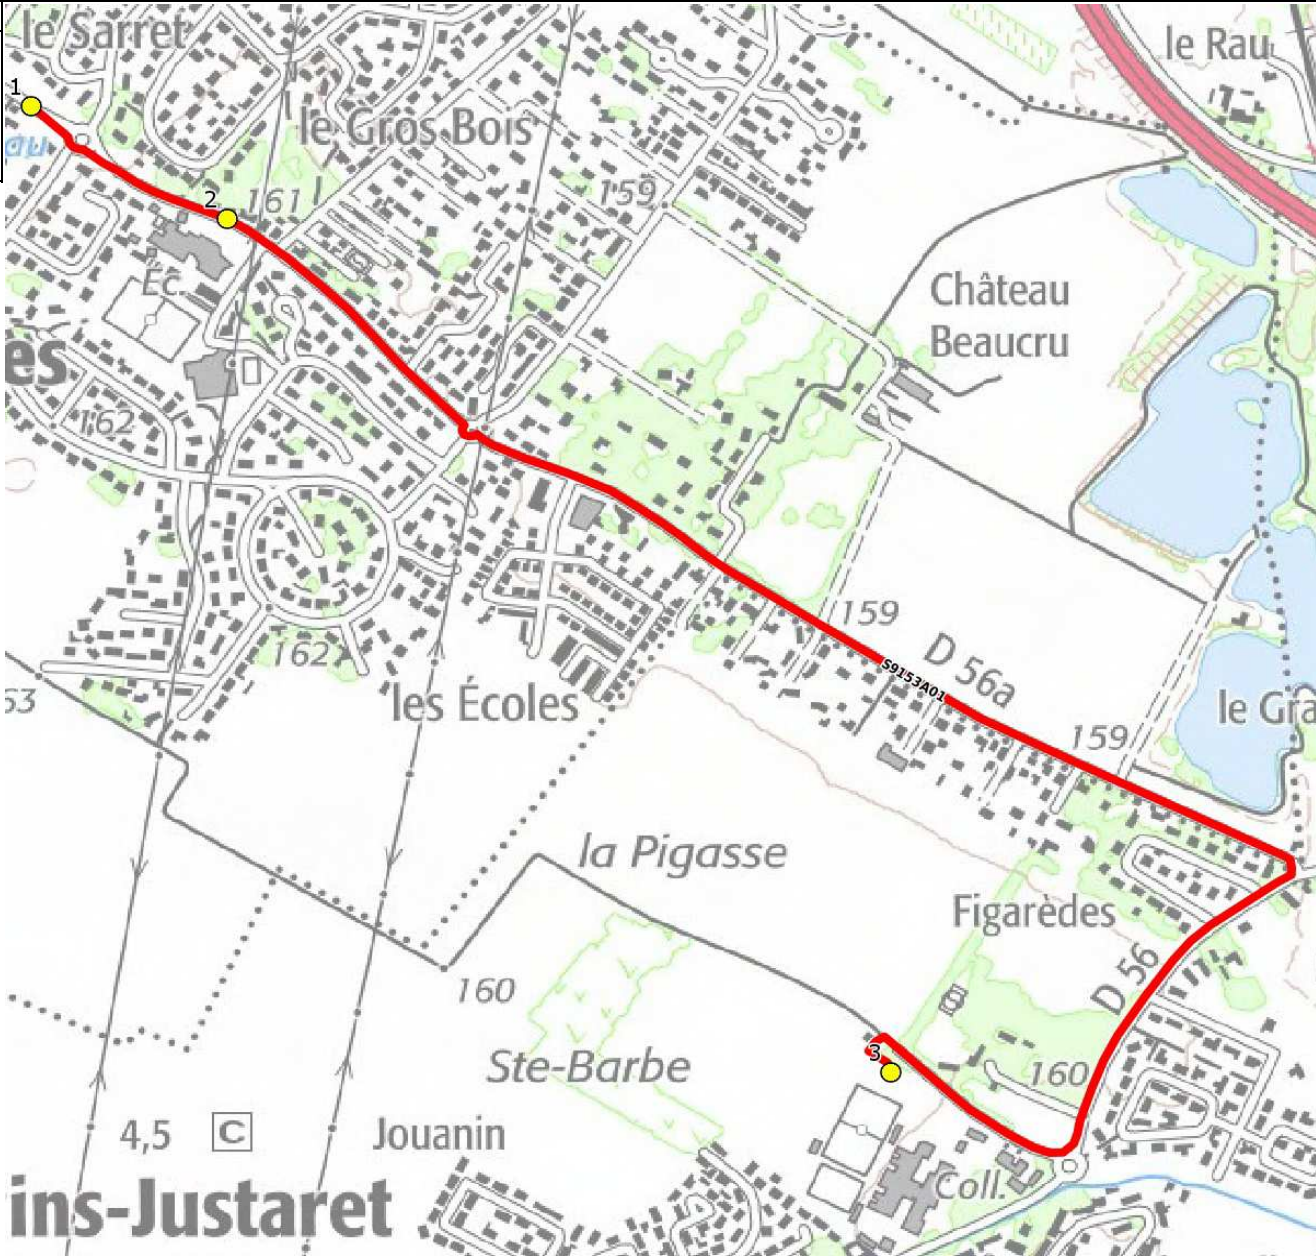 le Sarret
le Rau
1
le Gros Bois
au
2
161
159
Éc.
Château
Beaucru
es
162
159
D 56a
S9153A01
162
les Écoles
53
le Gra
159
la Pigasse
Figarèdes
D 56
160
3
Ste-Barbe
160
4,5 C
Jouanin
Coll.
ins-Justaret